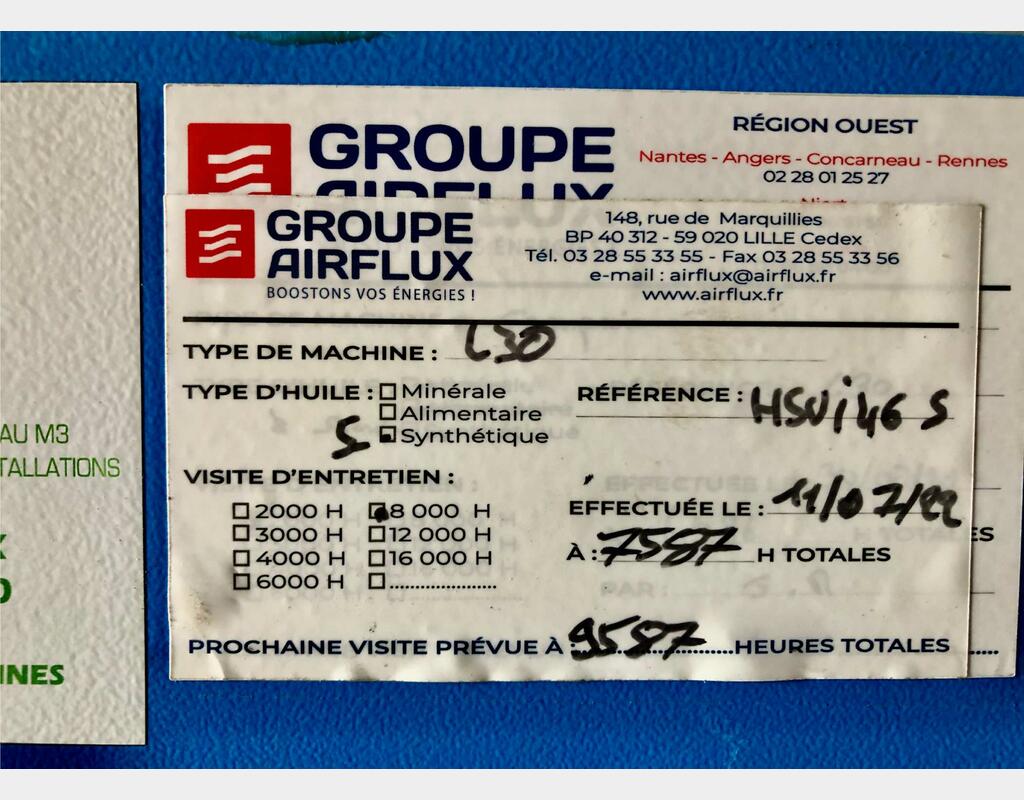 AU M3
TALLATIONS
INES
GROUPE
RÉGION OUEST
Nantes - Angers - Concarneau - Rennes
02 28 01 25 27
GROUPE
AIRFLUX
BOOSTONS VOS ÉNERGIES !
148, rue de Marquillies
BP 40 312 - 59 020 LILLE Cedex
Tél. 03 28 55 33 55 - Fax 03 28 55 33 56
e-mail : airflux@airflux.fr
www.airflux.fr
TYPE DE MACHINE : L30
TYPE D'HUILE : Minérale
Alimentaire
S Synthétique
RÉFÉRENCE : HSVi46 S
VISITE D'ENTRETIEN :
2000 H 8 000 H
3000 H 12 000 H
4000 H 16 000 H
6000 H ......................
EFFECTUÉE LE : 11/07/22
À : 7587 H TOTALES
PROCHAINE VISITE PRÉVUE À : 9587 HEURES TOTALES